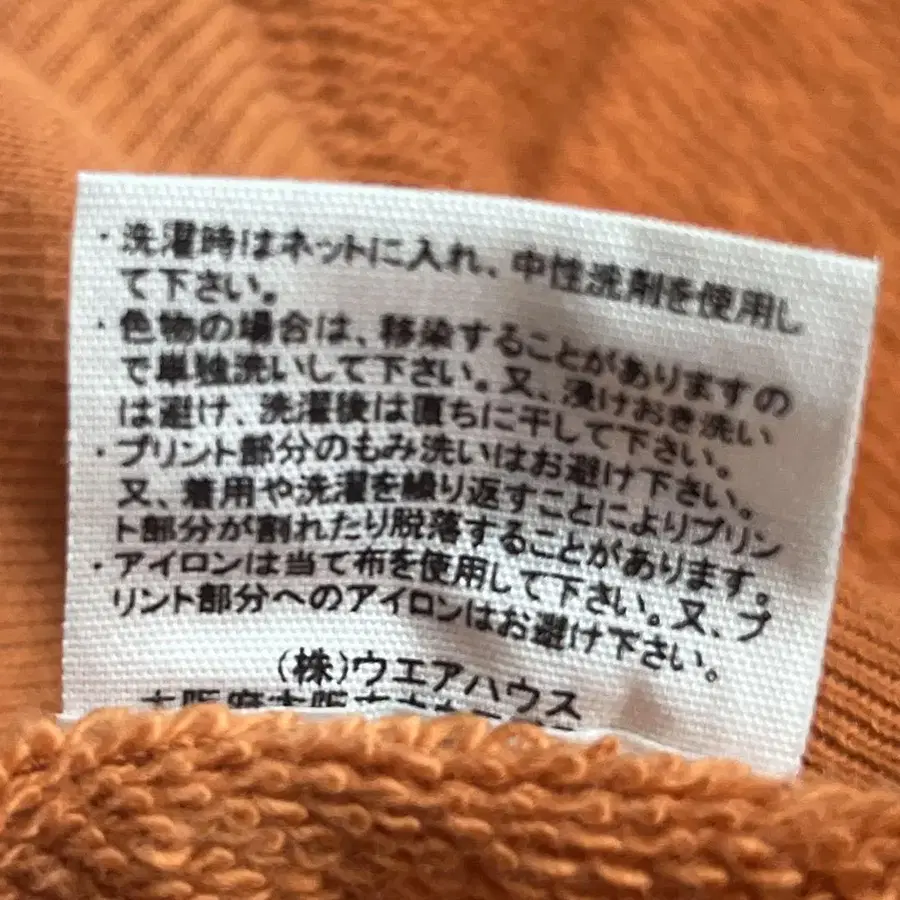 ・洗濯時はネットに入れ、中性洗剤を使用し
て下さい。
・色物の場合は、移染することがありますの
で単独洗いして下さい。又、浸けおき洗い
は避け、洗濯後は直ちに干して下さい。
・プリント部分のもみ洗いはお避け下さい。
又、着用や洗濯を繰り返すことによりプリン
ト部分が割れたり脱落することがあります。
・アイロンは当て布を使用して下さい。又、プ
リント部分へのアイロンはお避け下さい。
(株)ウエアハウス